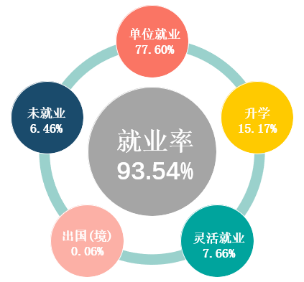 单位就业
77.60%
未就业
6.46%
升学
15.17%
就业率
93.54%
出国(境)
0.06%
灵活就业
7.66%